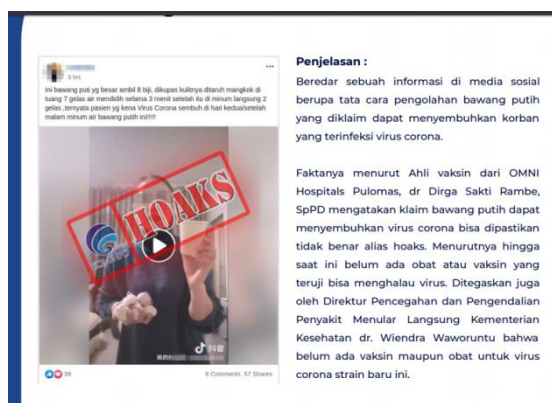 5 hrs
Ini bawang puti yg besar ambil 8 biji, dikupas kulitnya ditaruh mangkok di
tuang 7 gelas air mendidih selama 3 menit setelah itu di minum langsung 2
gelas ,ternyata pasien yg kena Virus Corona sembuh di hari kedua/setelah
malam minum air bawang putih ini!!!!!
HOAKS
抖音
39
6 Comments 57 Shares
Penjelasan :
Beredar sebuah informasi di media sosial
berupa tata cara pengolahan bawang putih
yang diklaim dapat menyembuhkan korban
yang terinfeksi virus corona.
Faktanya menurut Ahli vaksin dari OMNI
Hospitals Pulomas, dr Dirga Sakti Rambe,
SpPD mengatakan klaim bawang putih dapat
menyembuhkan virus corona bisa dipastikan
tidak benar alias hoaks. Menurutnya hingga
saat ini belum ada obat atau vaksin yang
teruji bisa menghalau virus. Ditegaskan juga
oleh Direktur Pencegahan dan Pengendalian
Penyakit Menular Langsung Kementerian
Kesehatan dr. Wiendra Waworuntu bahwa
belum ada vaksin maupun obat untuk virus
corona strain baru ini.